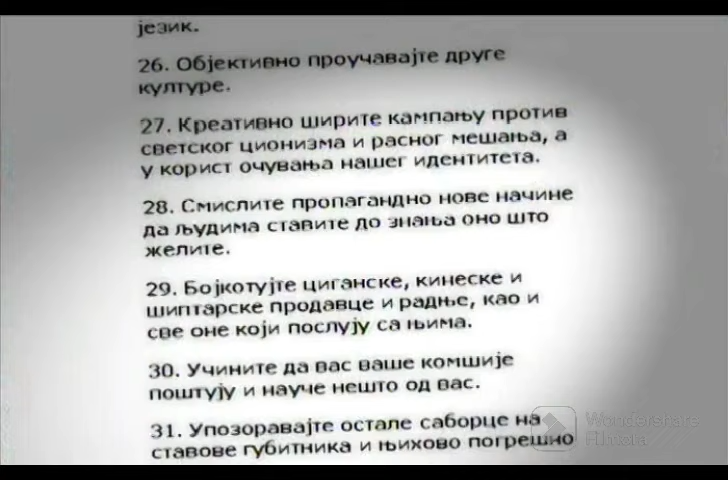 језик.
26. Објективно проучавајте друге
културе.
27. Креативно ширите кампању против
светског ционизма и расног мешања, а
у корист очувања нашег идентитета.
28. Смислите пропагандно нове начине
да људима ставите до знања оно што
желите.
29. Бојкотујте циганске, кинеске и
шиптарске продавце и радње, као и
све оне који послују са њима.
30. Учините да вас ваше комшије
поштују и науче нешто од вас.
31. Упозоравајте остале саборце на
ставове губитника и њихово погрешно
Wondershare
Filmora